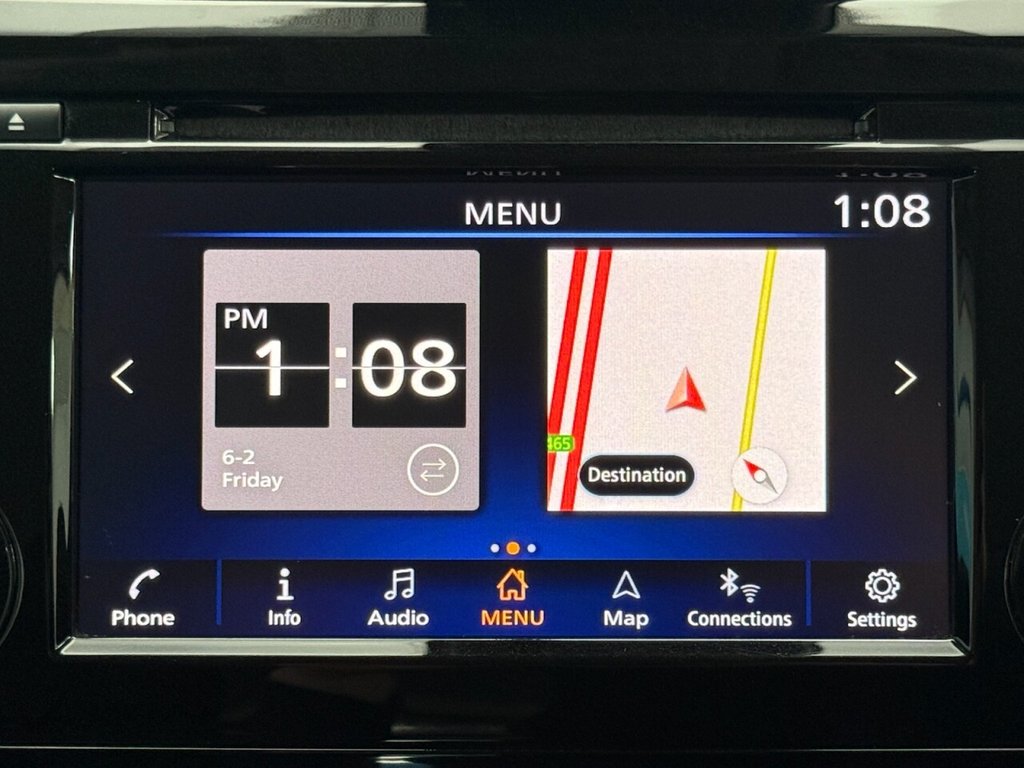 MENU
1:08
PM
1:08
6-2
Friday
465
Destination
Phone
Info
Audio
MENU
Map
Connections
Settings